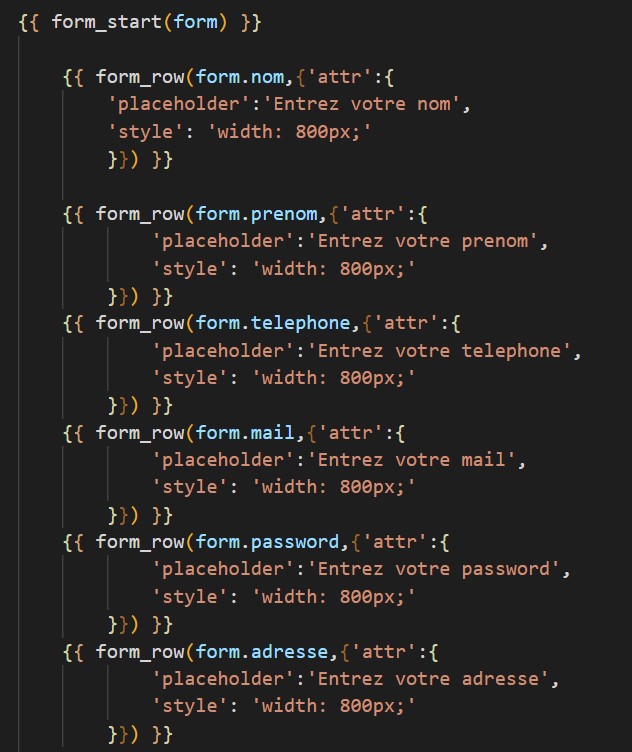 {{ form_start(form) }}
{{ form_row(form.nom,{'attr':{
'placeholder':'Entrez votre nom',
'style': 'width: 800px;'
}}) }}
{{ form_row(form.prenom,{'attr':{
'placeholder':'Entrez votre prenom',
'style': 'width: 800px;'
}}) }}
{{ form_row(form.telephone,{'attr':{
'placeholder':'Entrez votre telephone',
'style': 'width: 800px;'
}}) }}
{{ form_row(form.mail,{'attr':{
'placeholder':'Entrez votre mail',
'style': 'width: 800px;'
}}) }}
{{ form_row(form.password,{'attr':{
'placeholder':'Entrez votre password',
'style': 'width: 800px;'
}}) }}
{{ form_row(form.adresse,{'attr':{
'placeholder':'Entrez votre adresse',
'style': 'width: 800px;'
}}) }}